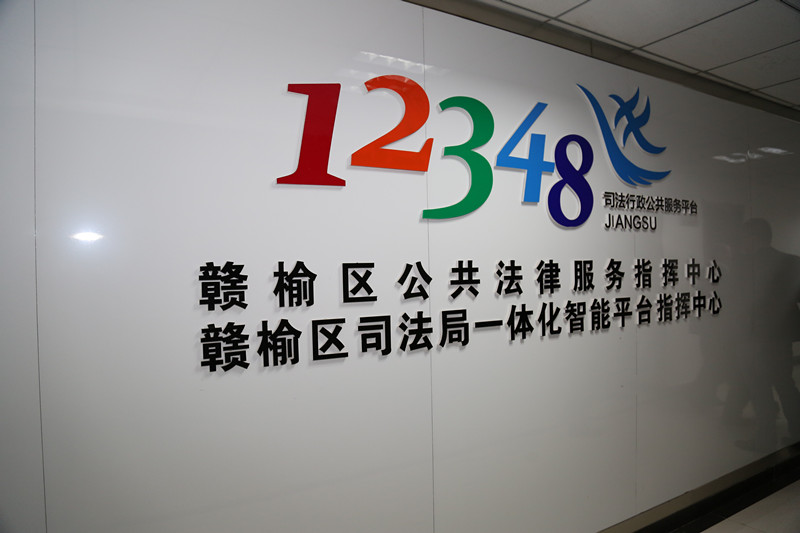 12348
司法行政公共服务平台
JIANGSU
赣榆区公共法律服务指挥中心
赣榆区司法局一体化智能平台指挥中心